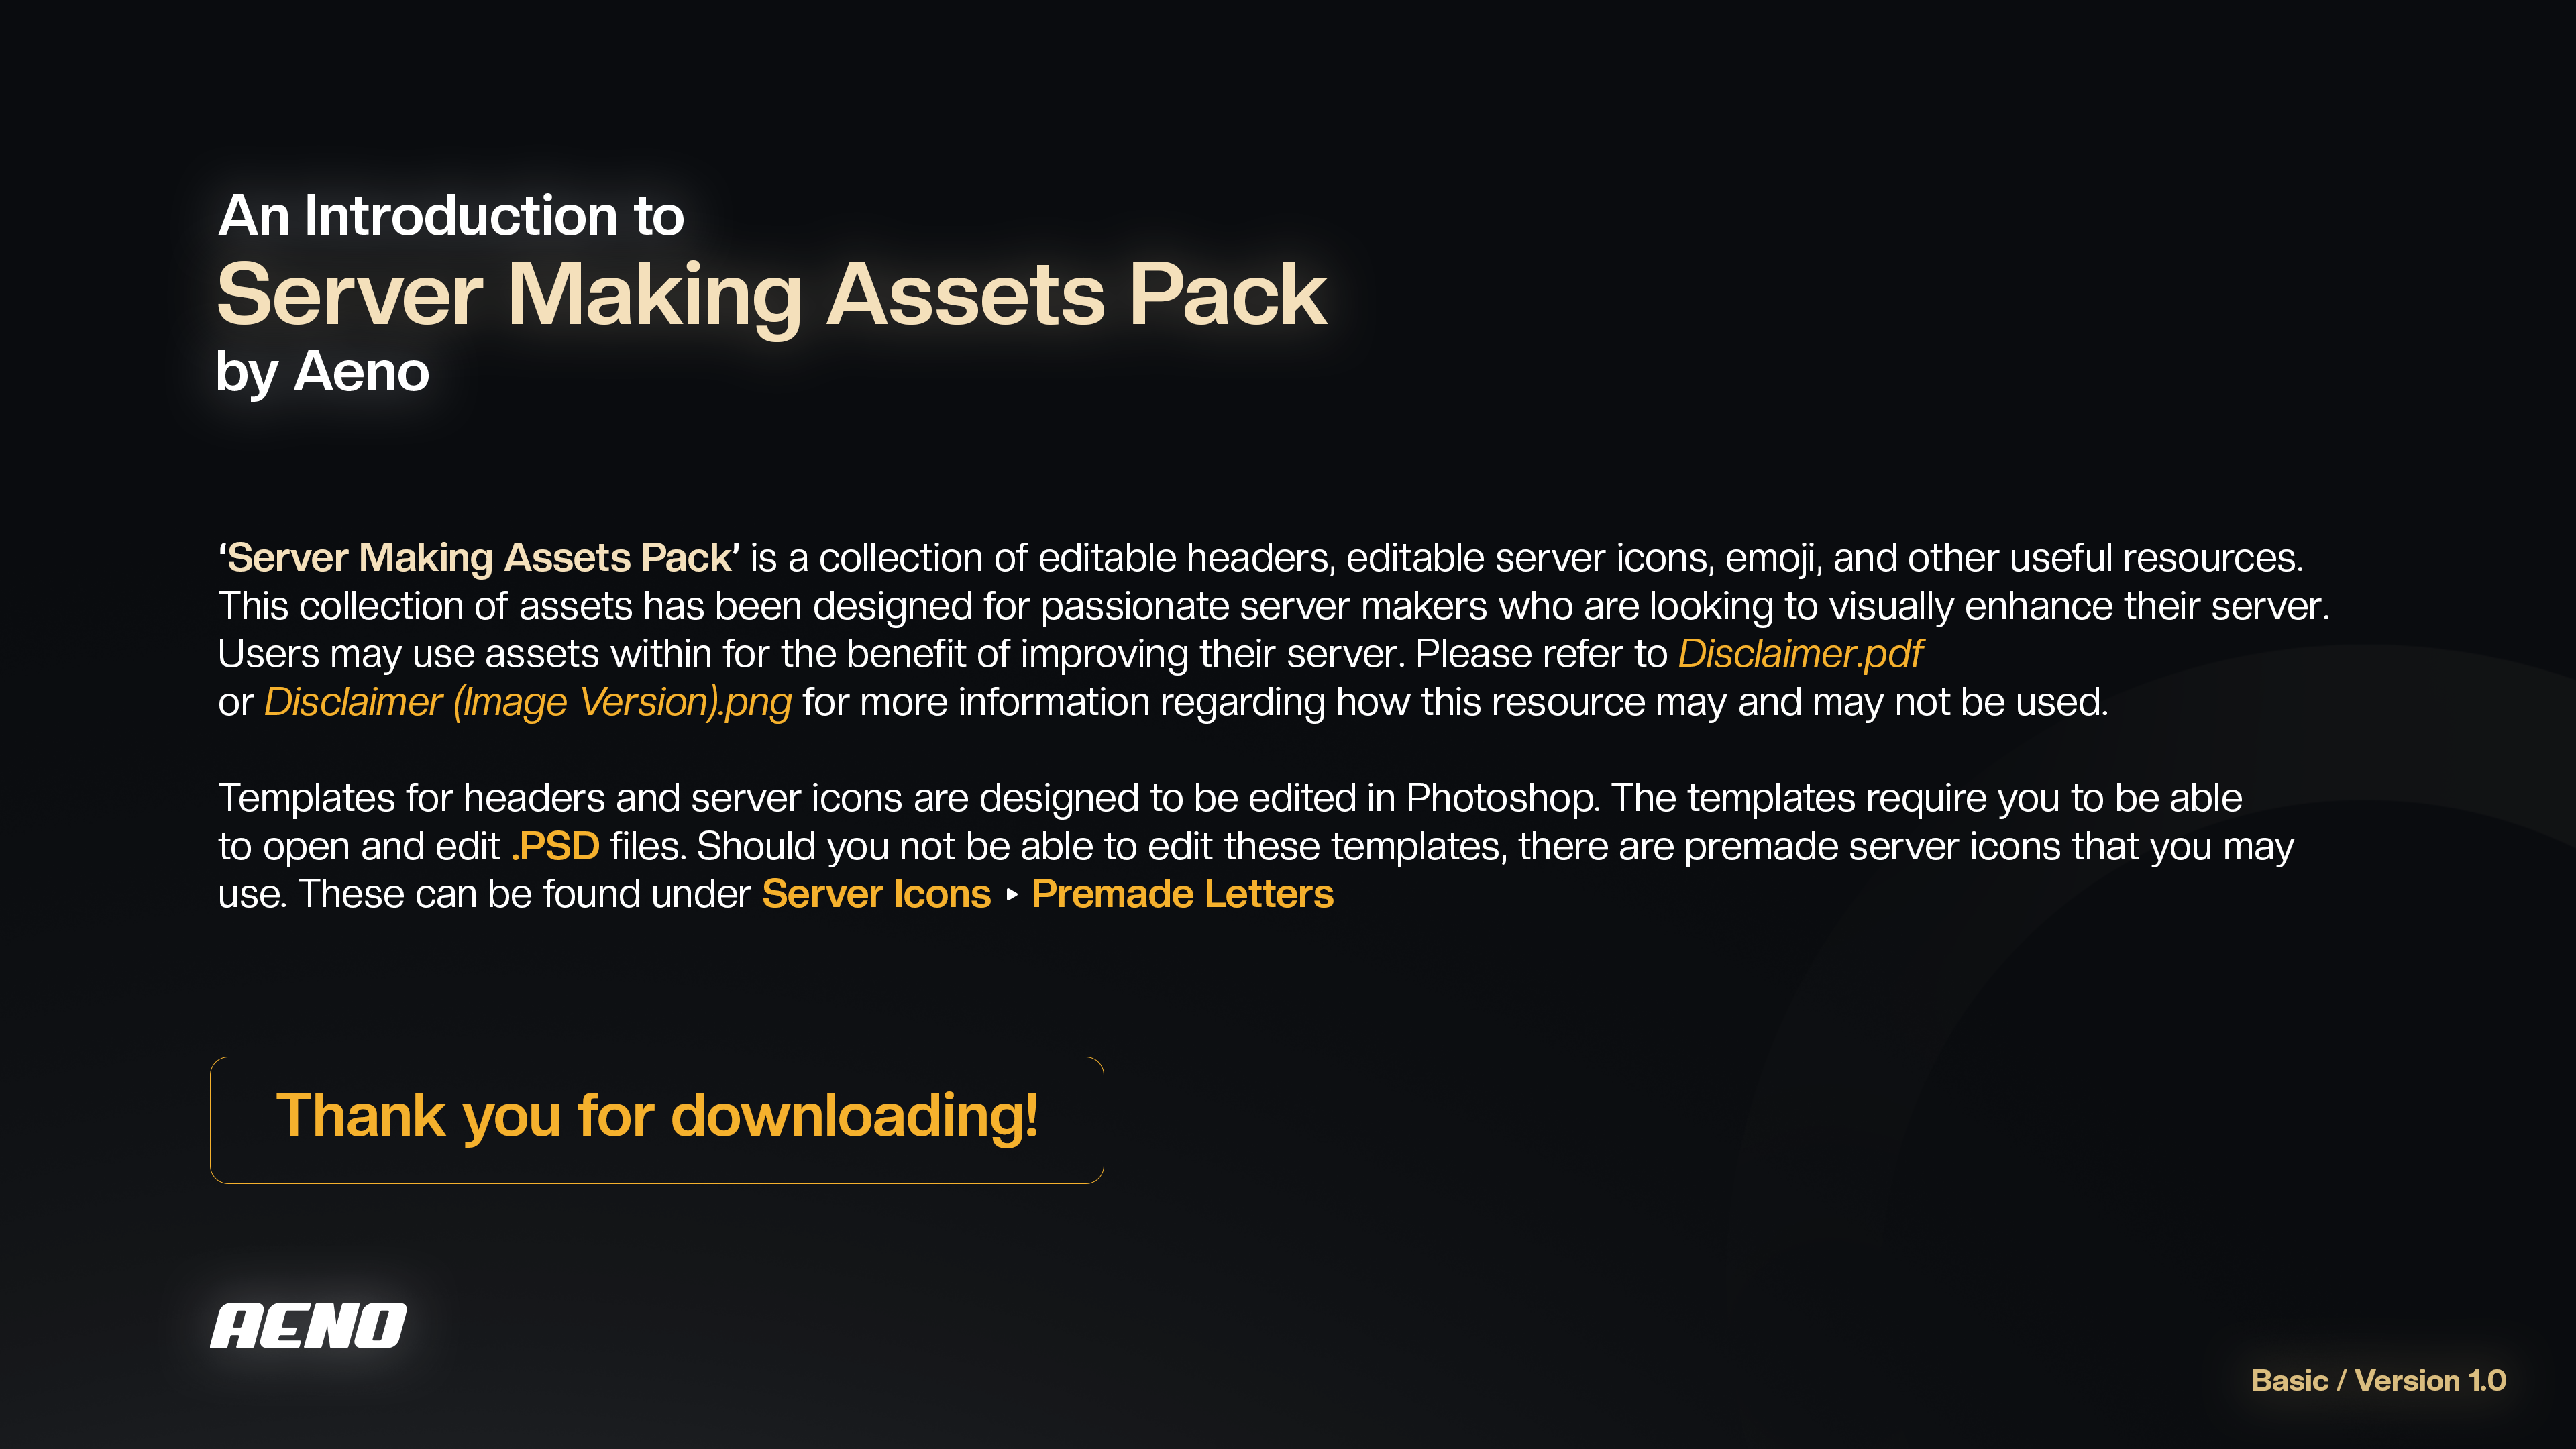 An Introduction to
Server Making Assets Pack
by Aeno
‘Server Making Assets Pack’ is a collection of editable headers, editable server icons, emoji, and other useful resources.
This collection of assets has been designed for passionate server makers who are looking to visually enhance their server.
Users may use assets within for the benefit of improving their server. Please refer to Disclaimer.pdf
or Disclaimer (Image Version).png for more information regarding how this resource may and may not be used.
Templates for headers and server icons are designed to be edited in Photoshop. The templates require you to be able
to open and edit .PSD files. Should you not be able to edit these templates, there are premade server icons that you may
use. These can be found under Server Icons ‣ Premade Letters
Thank you for downloading!
AENO
Basic / Version 1.0